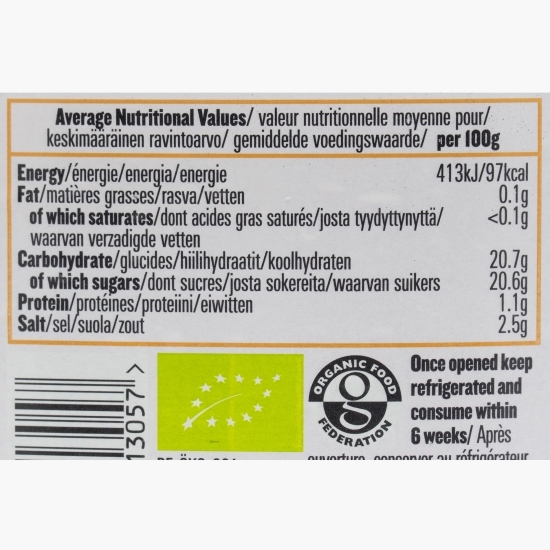 Average Nutritional Values/ valeur nutritionnelle moyenne pour/
keskimääräinen ravintoarvo/ gemiddelde voedingswaarde/ per 100g
Energy/énergie/energia/energie 413kJ/97kcal
Fat/matières grasses/rasva/vetten 0.1g
of which saturates/dont acides gras saturés/josta tyydyttynyttä/ <0.1g
waarvan verzadigde vetten
Carbohydrate/glucides/hiilihydraatit/koolhydraten 20.7g
of which sugars/dont sucres/josta sokereita/waarvan suikers 20.6g
Protein/protéines/proteiini/eiwitten 1.1g
Salt/sel/suola/zout 2.5g
13057 >
ORGANIC FOOD
FEDERATION
Once opened keep
refrigerated and
consume within
6 weeks/ Après
ouverture, conserver au réfrigérateur